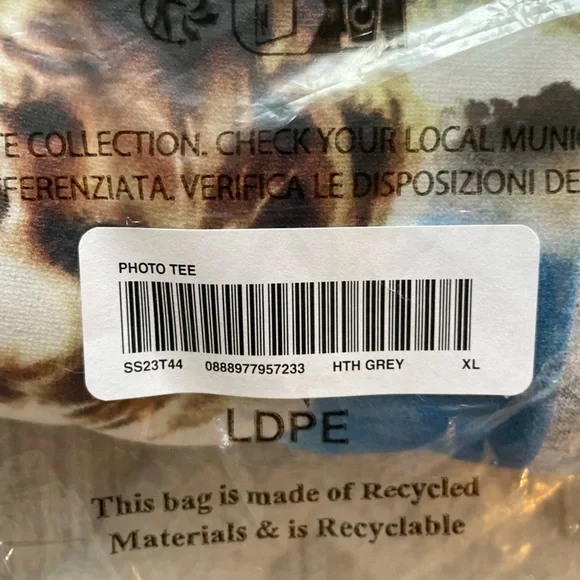 E COLLECTION. CHECK YOUR LOCAL MUNIC
FERENZIATA. VERIFICA LE DISPOSIZIONI DE
PHOTO TEE
SS23T44 0888977957233 HTH GREY XL
LDPE
This bag is made of Recycled
Materials & is Recyclable